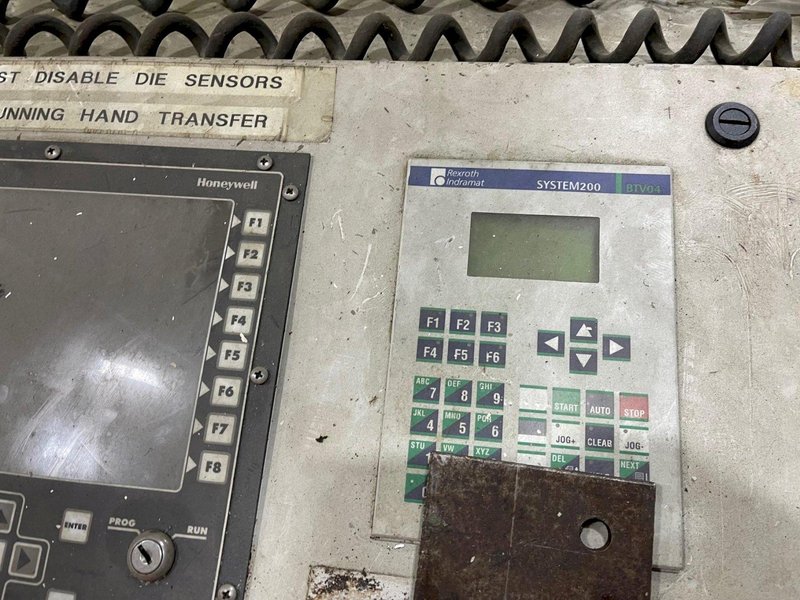 ST DISABLE DIE SENSORS
UNNING HAND TRANSFER
Honeywell
F1
F2
F3
F4
F5
F6
F7
F8
ENTER
PROG RUN
Rexroth
Indramat
SYSTEM200 BTV04
F1 F2 F3
F4 F5 F6
ABC 7 DEF 8 GHI 9
JKL 4 MNO 5 PQR 6
STU VW XYZ
START AUTO STOP
JOG+ CLEAR JOG-
DEL NEXT